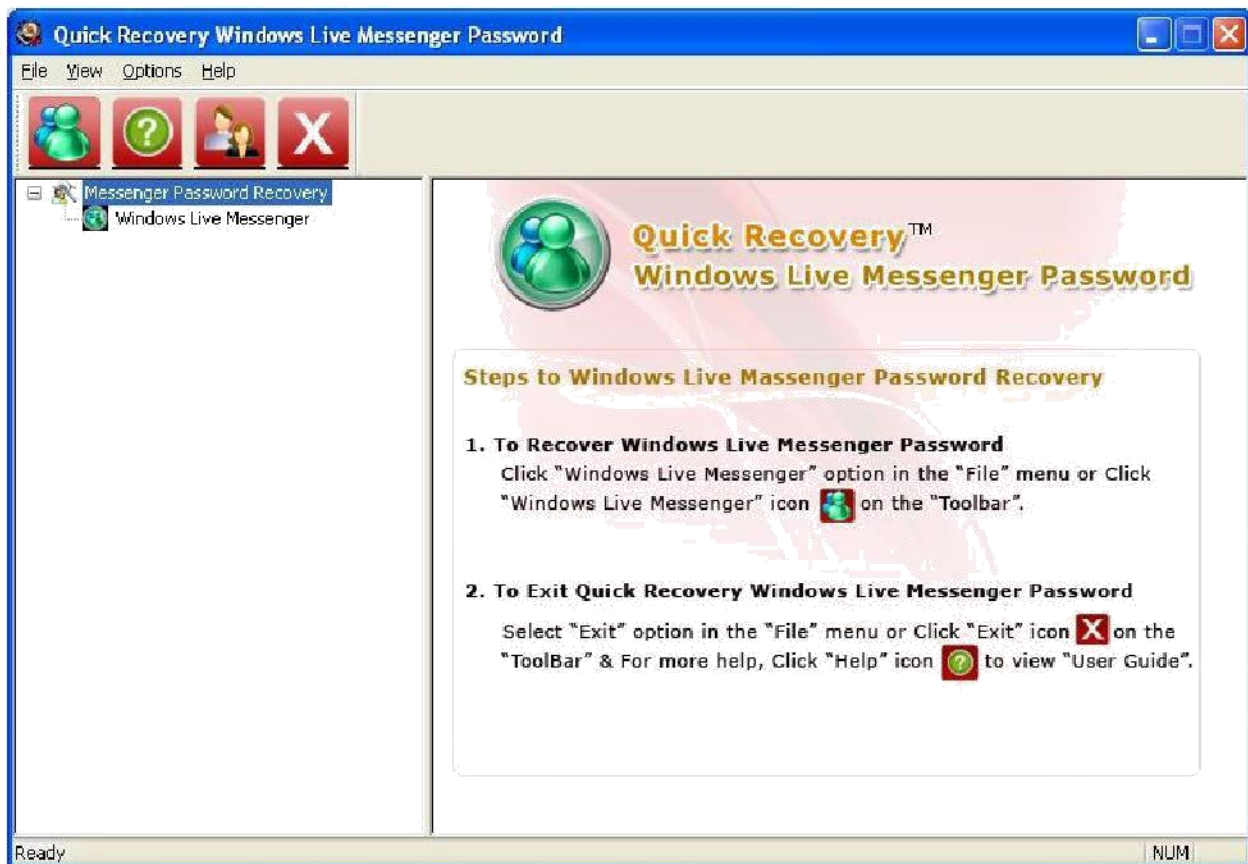 Quick Recovery Windows Live Messenger Password
File View Options Help
Messenger Password Recovery
Windows Live Messenger
Quick Recovery™
Windows Live Messenger Password
Steps to Windows Live Massenger Password Recovery
1. To Recover Windows Live Messenger Password
Click "Windows Live Messenger" option in the "File" menu or Click
"Windows Live Messenger" icon on the "Toolbar".
2. To Exit Quick Recovery Windows Live Messenger Password
Select "Exit" option in the "File" menu or Click "Exit" icon X on the
"ToolBar" & For more help, Click "Help" icon ? to view "User Guide".
Ready NUM